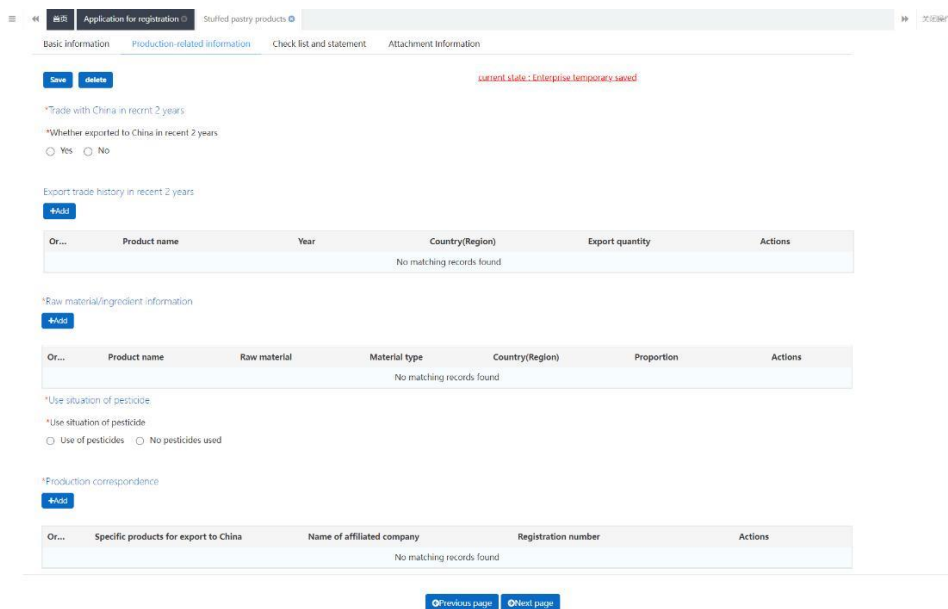 首页 Application for registration Stuffed pastry products
Basic information Production-related information Check list and statement Attachment Information
Save delete current state : Enterprise temporary saved
*Trade with China in recrnt 2 years
*Whether exported to China in recent 2 years
Yes No
Export trade history in recent 2 years
+Add
Or... Product name Year Country(Region) Export quantity Actions
No matching records found
*Raw material/ingredient information
+Add
Or... Product name Raw material Material type Country(Region) Proportion Actions
No matching records found
*Use situation of pesticide
*Use situation of pesticide
Use of pesticides No pesticides used
*Production correspondence
+Add
Or... Specific products for export to China Name of affiliated company Registration number Actions
No matching records found
Previous page Next page